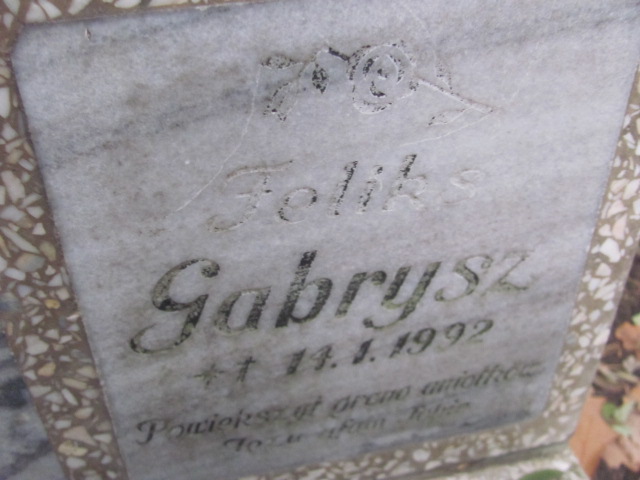 Feliks
Gabrysz
*† 14.1.1992
Powiększył grono aniołków